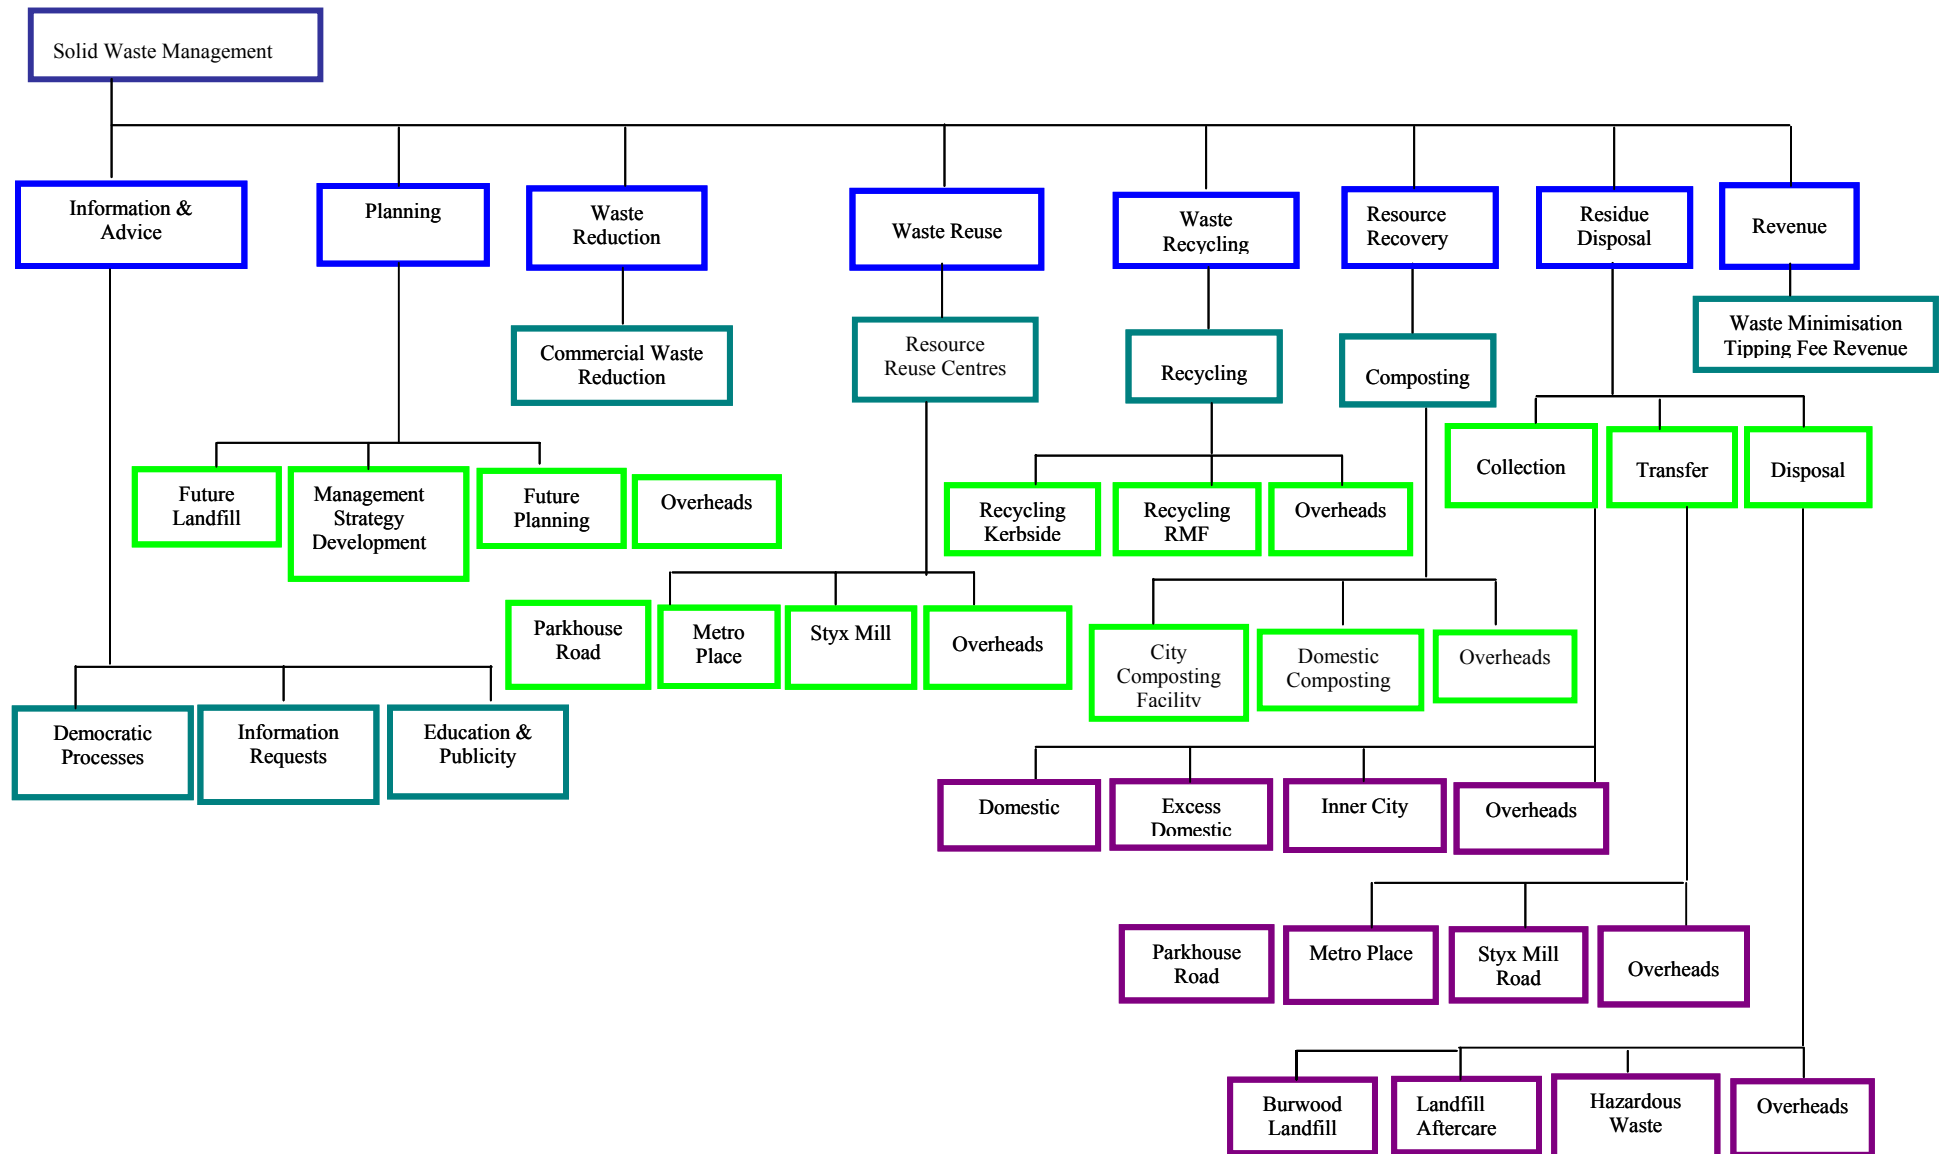 Solid Waste Management
Information &
Advice
Planning
Waste
Reduction
Waste Reuse
Waste
Recycling
Resource
Recovery
Residue
Disposal
Revenue
Commercial Waste
Reduction
Resource
Reuse Centres
Recycling
Composting
Waste Minimisation
Tipping Fee Revenue
Future
Landfill
Management
Strategy
Development
Future
Planning
Overheads
Recycling
Kerbside
Recycling
RMF
Overheads
Collection
Transfer
Disposal
Parkhouse
Road
Metro
Place
Styx Mill
Overheads
City
Composting
Facility
Domestic
Composting
Overheads
Democratic
Processes
Information
Requests
Education &
Publicity
Domestic
Excess
Domestic
Inner City
Overheads
Parkhouse
Road
Metro Place
Styx Mill
Road
Overheads
Burwood
Landfill
Landfill
Aftercare
Hazardous
Waste
Overheads